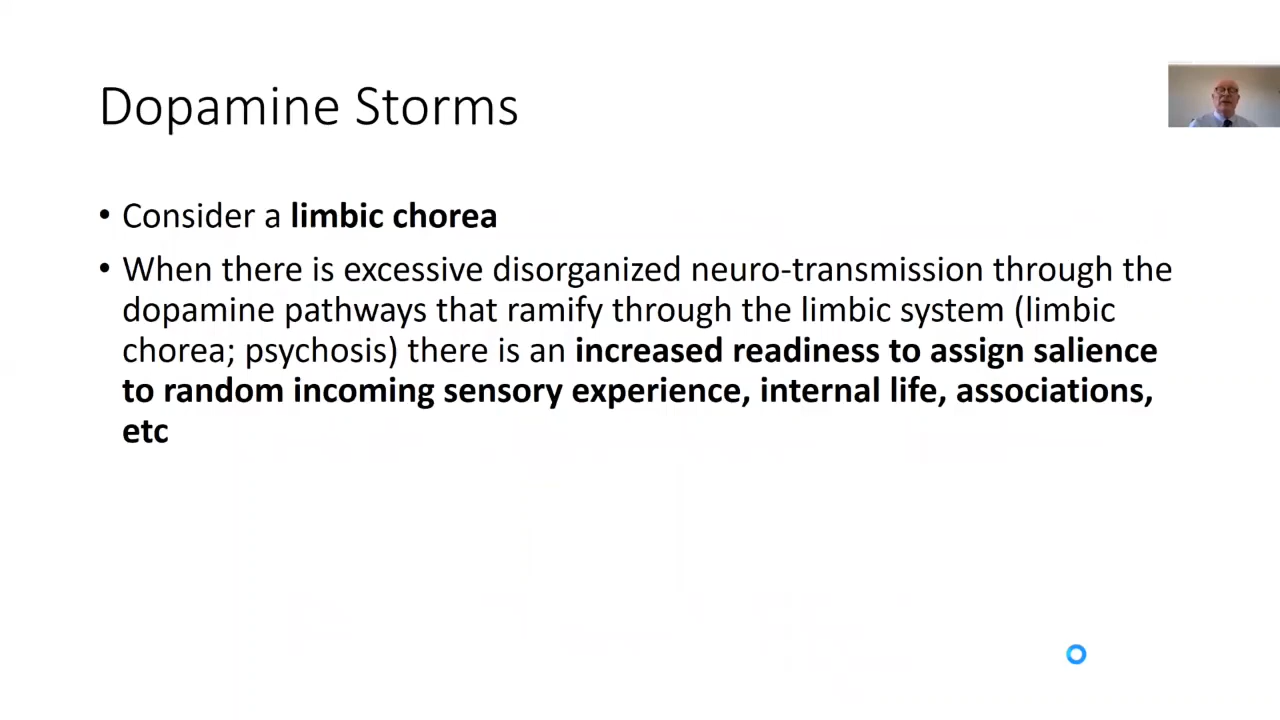 Dopamine Storms
• Consider a limbic chorea
• When there is excessive disorganized neuro-transmission through the
dopamine pathways that ramify through the limbic system (limbic
chorea; psychosis) there is an increased readiness to assign salience
to random incoming sensory experience, internal life, associations,
etc